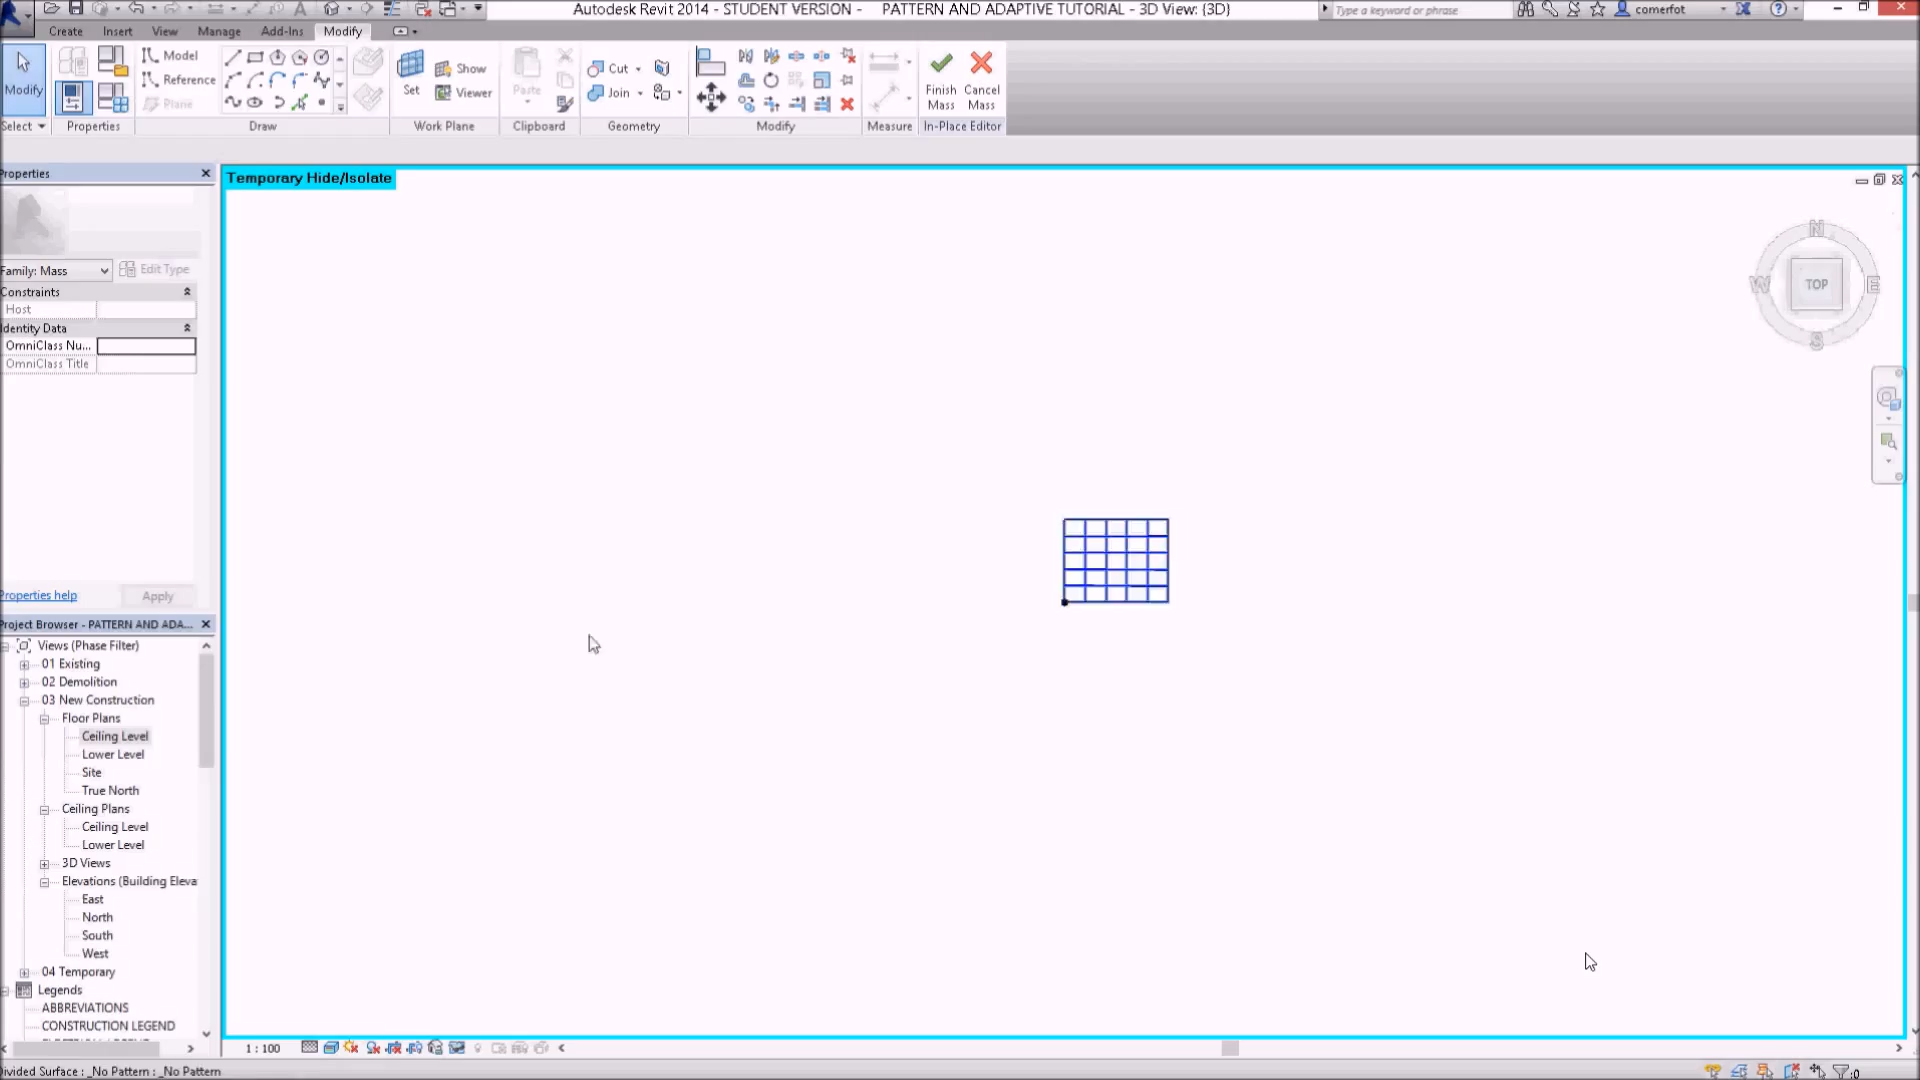 Autodesk Revit 2014 - STUDENT VERSION - PATTERN AND ADAPTIVE TUTORIAL - 3D View: {3D}
Type a keyword or phrase
comerfot
Create Insert View Manage Add-Ins Modify
Modify
Model
Reference
Plane
Set
Show
Viewer
Paste
Cut
Join
Finish Mass
Cancel Mass
Select Properties Draw Work Plane Clipboard Geometry Modify Measure In-Place Editor
Properties
Family: Mass
Edit Type
Constraints
Host
Identity Data
OmniClass Nu...
OmniClass Title
Properties help
Apply
Temporary Hide/Isolate
N
W
TOP
E
S
Project Browser - PATTERN AND ADA...
Views (Phase Filter)
01 Existing
02 Demolition
03 New Construction
Floor Plans
Ceiling Level
Lower Level
Site
True North
Ceiling Plans
Ceiling Level
Lower Level
3D Views
Elevations (Building Eleva
East
North
South
West
04 Temporary
Legends
ABBREVIATIONS
CONSTRUCTION LEGEND
1 : 100
Divided Surface : _No Pattern : _No Pattern
:0